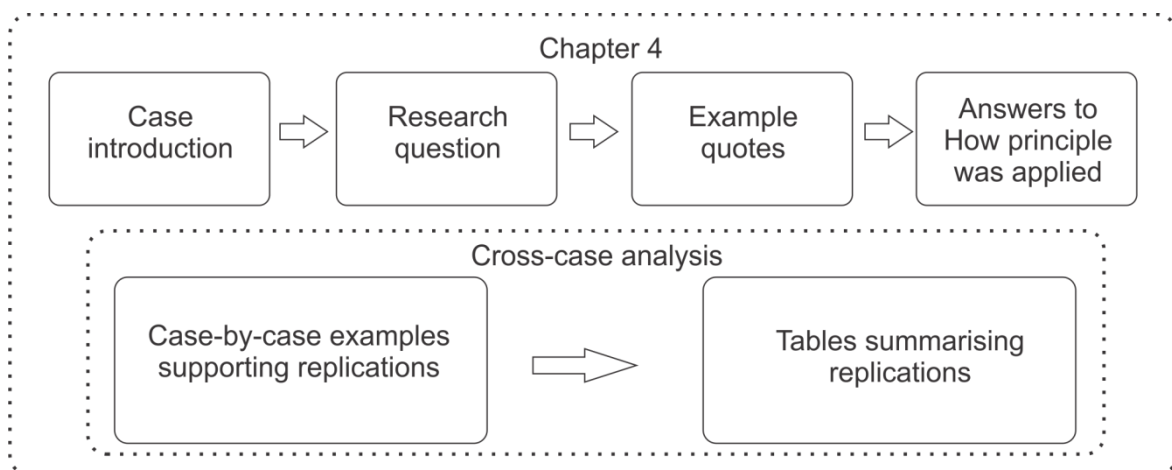 Chapter 4
Case
introduction
Research
question
Example
quotes
Answers to
How principle
was applied
Cross-case analysis
Case-by-case examples
supporting replications
Tables summarising
replications